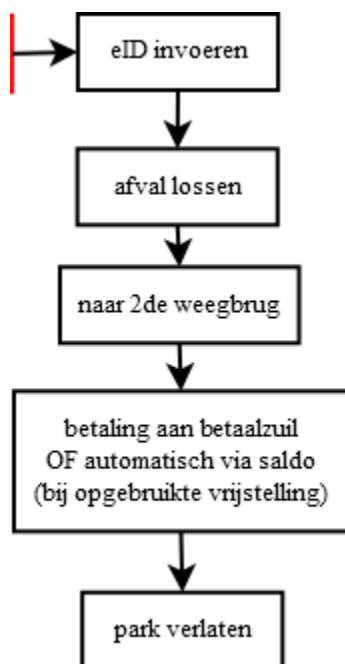 eID invoeren
afval lossen
naar 2de weegbrug
betaling aan betaalzuil
OF automatisch via saldo
(bij opgebruikte vrijstelling)
park verlaten